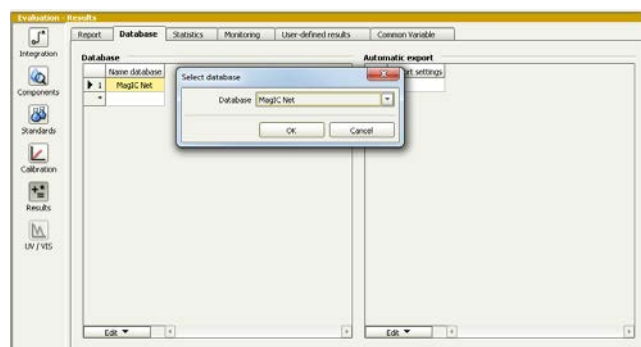 Evaluation - Results
Report Database Statistics Monitoring User-defined results Common Variable
Integration
Components
Standards
Calibration
Results
UV / VIS
Database
Automatic export
Name database
1 MagIC Net
*
Select database
Database MagIC Net
OK Cancel
rt settings
Edit
Edit